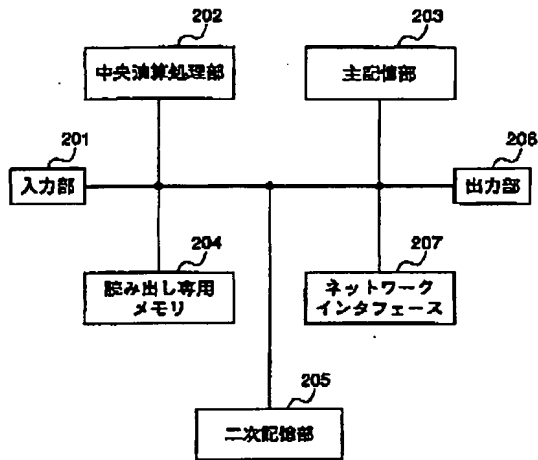 202
中央演算処理部
203
主記憶部
201
入力部
206
出力部
204
読み出し専用
メモリ
207
ネットワーク
インタフェース
205
二次記憶部